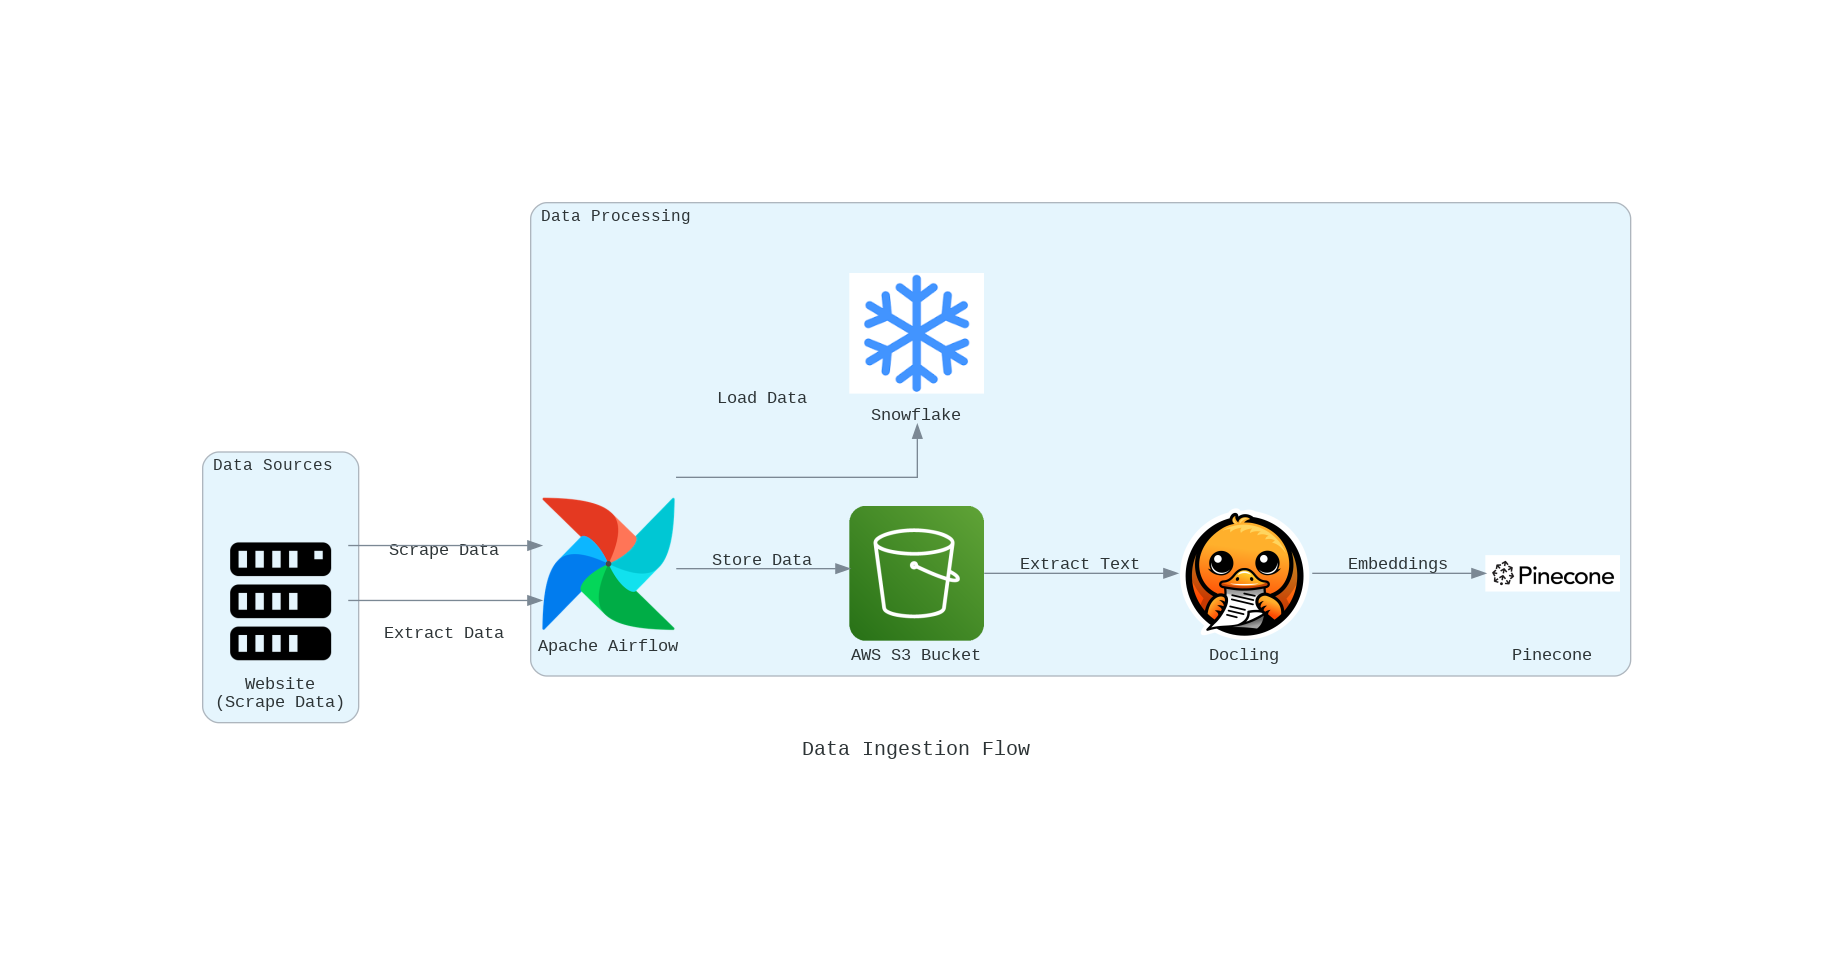 Data Processing
Load Data
Snowflake
Data Sources
Scrape Data
Extract Data
Website
(Scrape Data)
Apache Airflow
Store Data
AWS S3 Bucket
Extract Text
Docling
Embeddings
Pinecone
Pinecone
Data Ingestion Flow